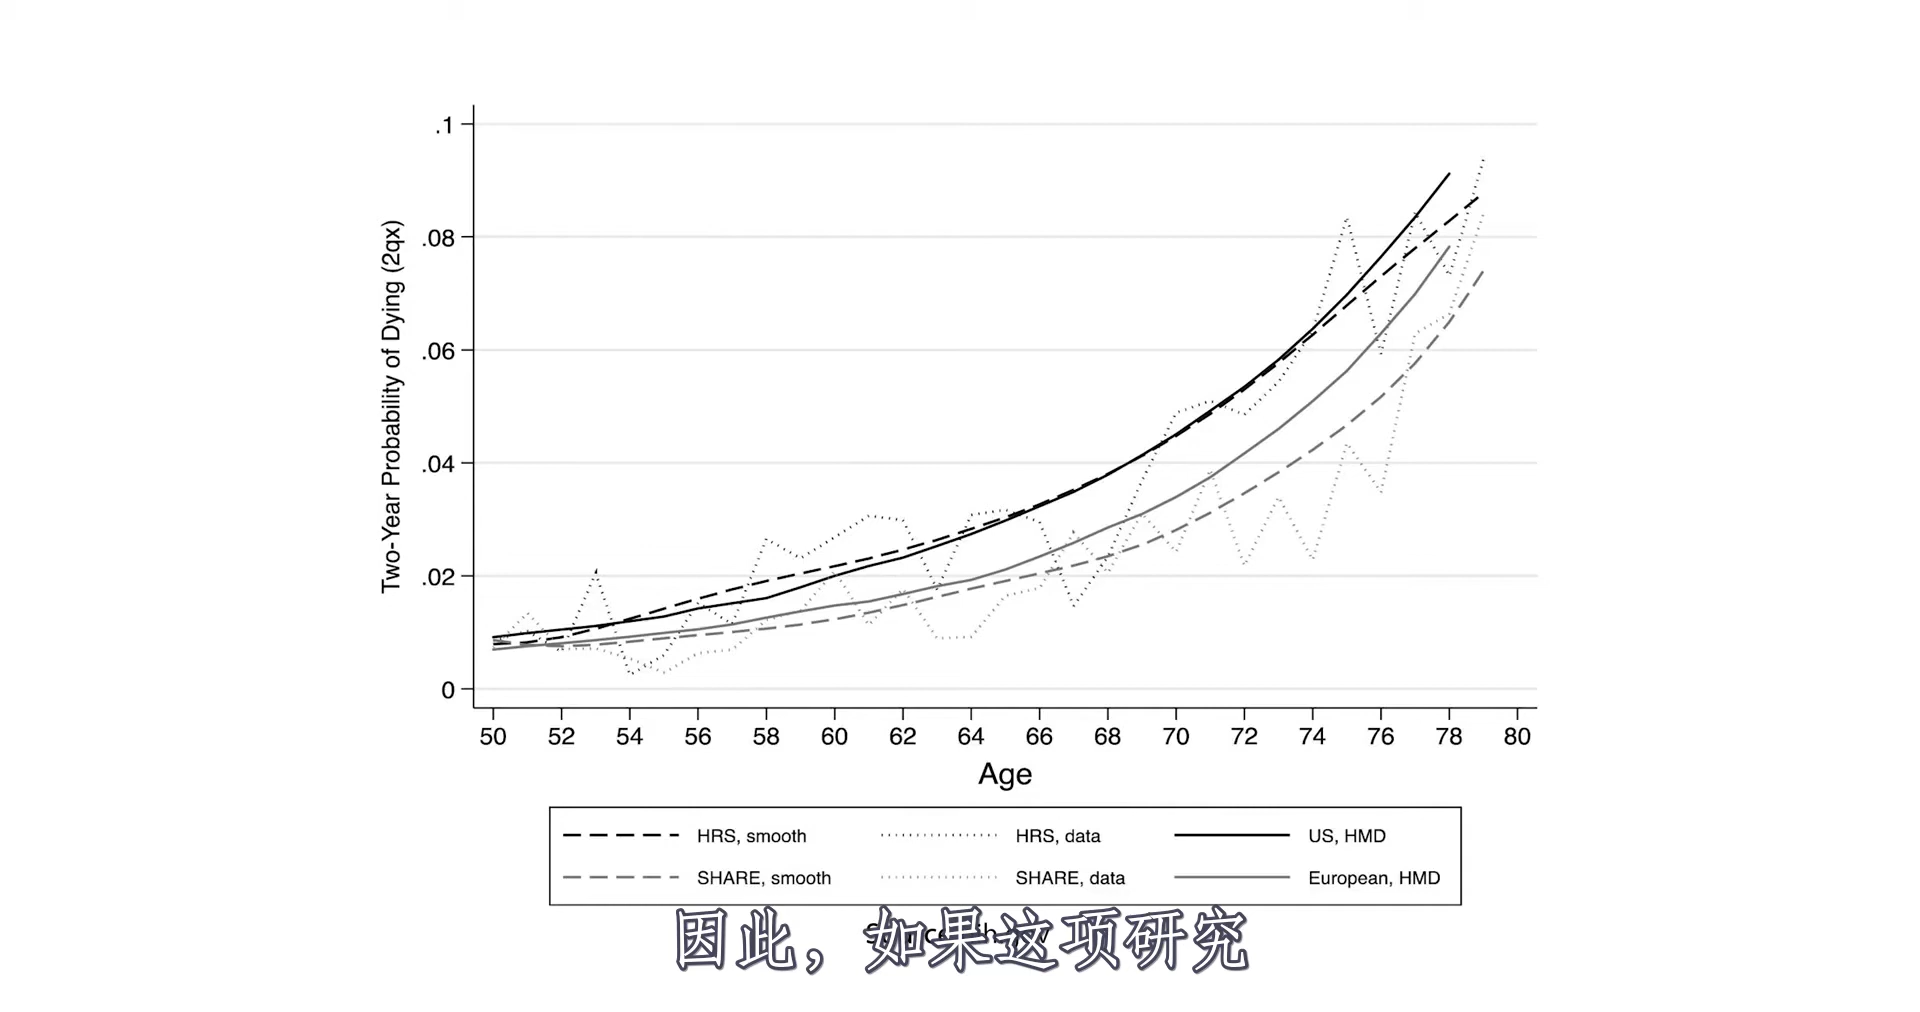 .1
.08
.06
.04
.02
0
Two-Year Probability of Dying (2qx)
50 52 54 56 58 60 62 64 66 68 70 72 74 76 78 80
Age
HRS, smooth HRS, data US, HMD
SHARE, smooth SHARE, data European, HMD
因此，如果这项研究